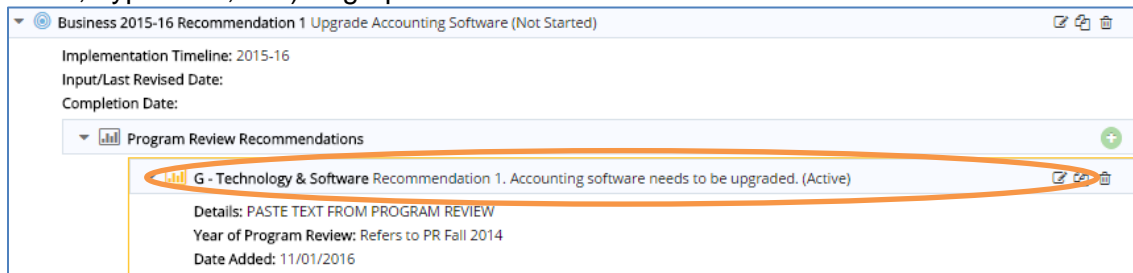 Business 2015-16 Recommendation 1 Upgrade Accounting Software (Not Started)
Implementation Timeline: 2015-16
Input/Last Revised Date:
Completion Date:
Program Review Recommendations
G - Technology & Software Recommendation 1. Accounting software needs to be upgraded. (Active)
Details: PASTE TEXT FROM PROGRAM REVIEW
Year of Program Review: Refers to PR Fall 2014
Date Added: 11/01/2016